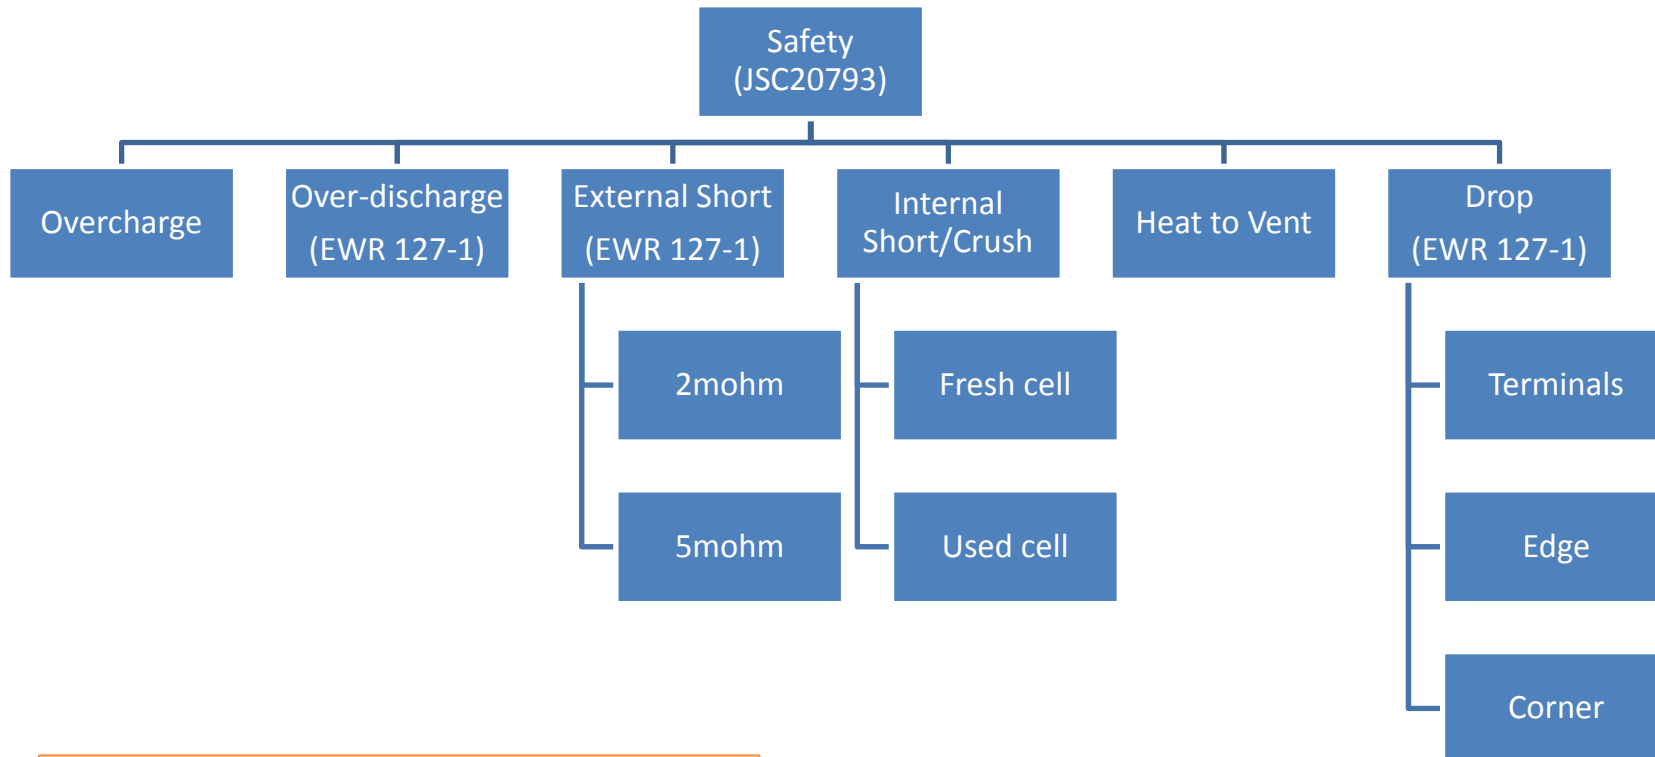 Safety
(JSC20793)
Overcharge
Over-discharge
(EWR 127-1)
External Short
(EWR 127-1)
Internal
Short/Crush
Heat to Vent
Drop
(EWR 127-1)
2mohm
5mohm
Fresh cell
Used cell
Terminals
Edge
Corner